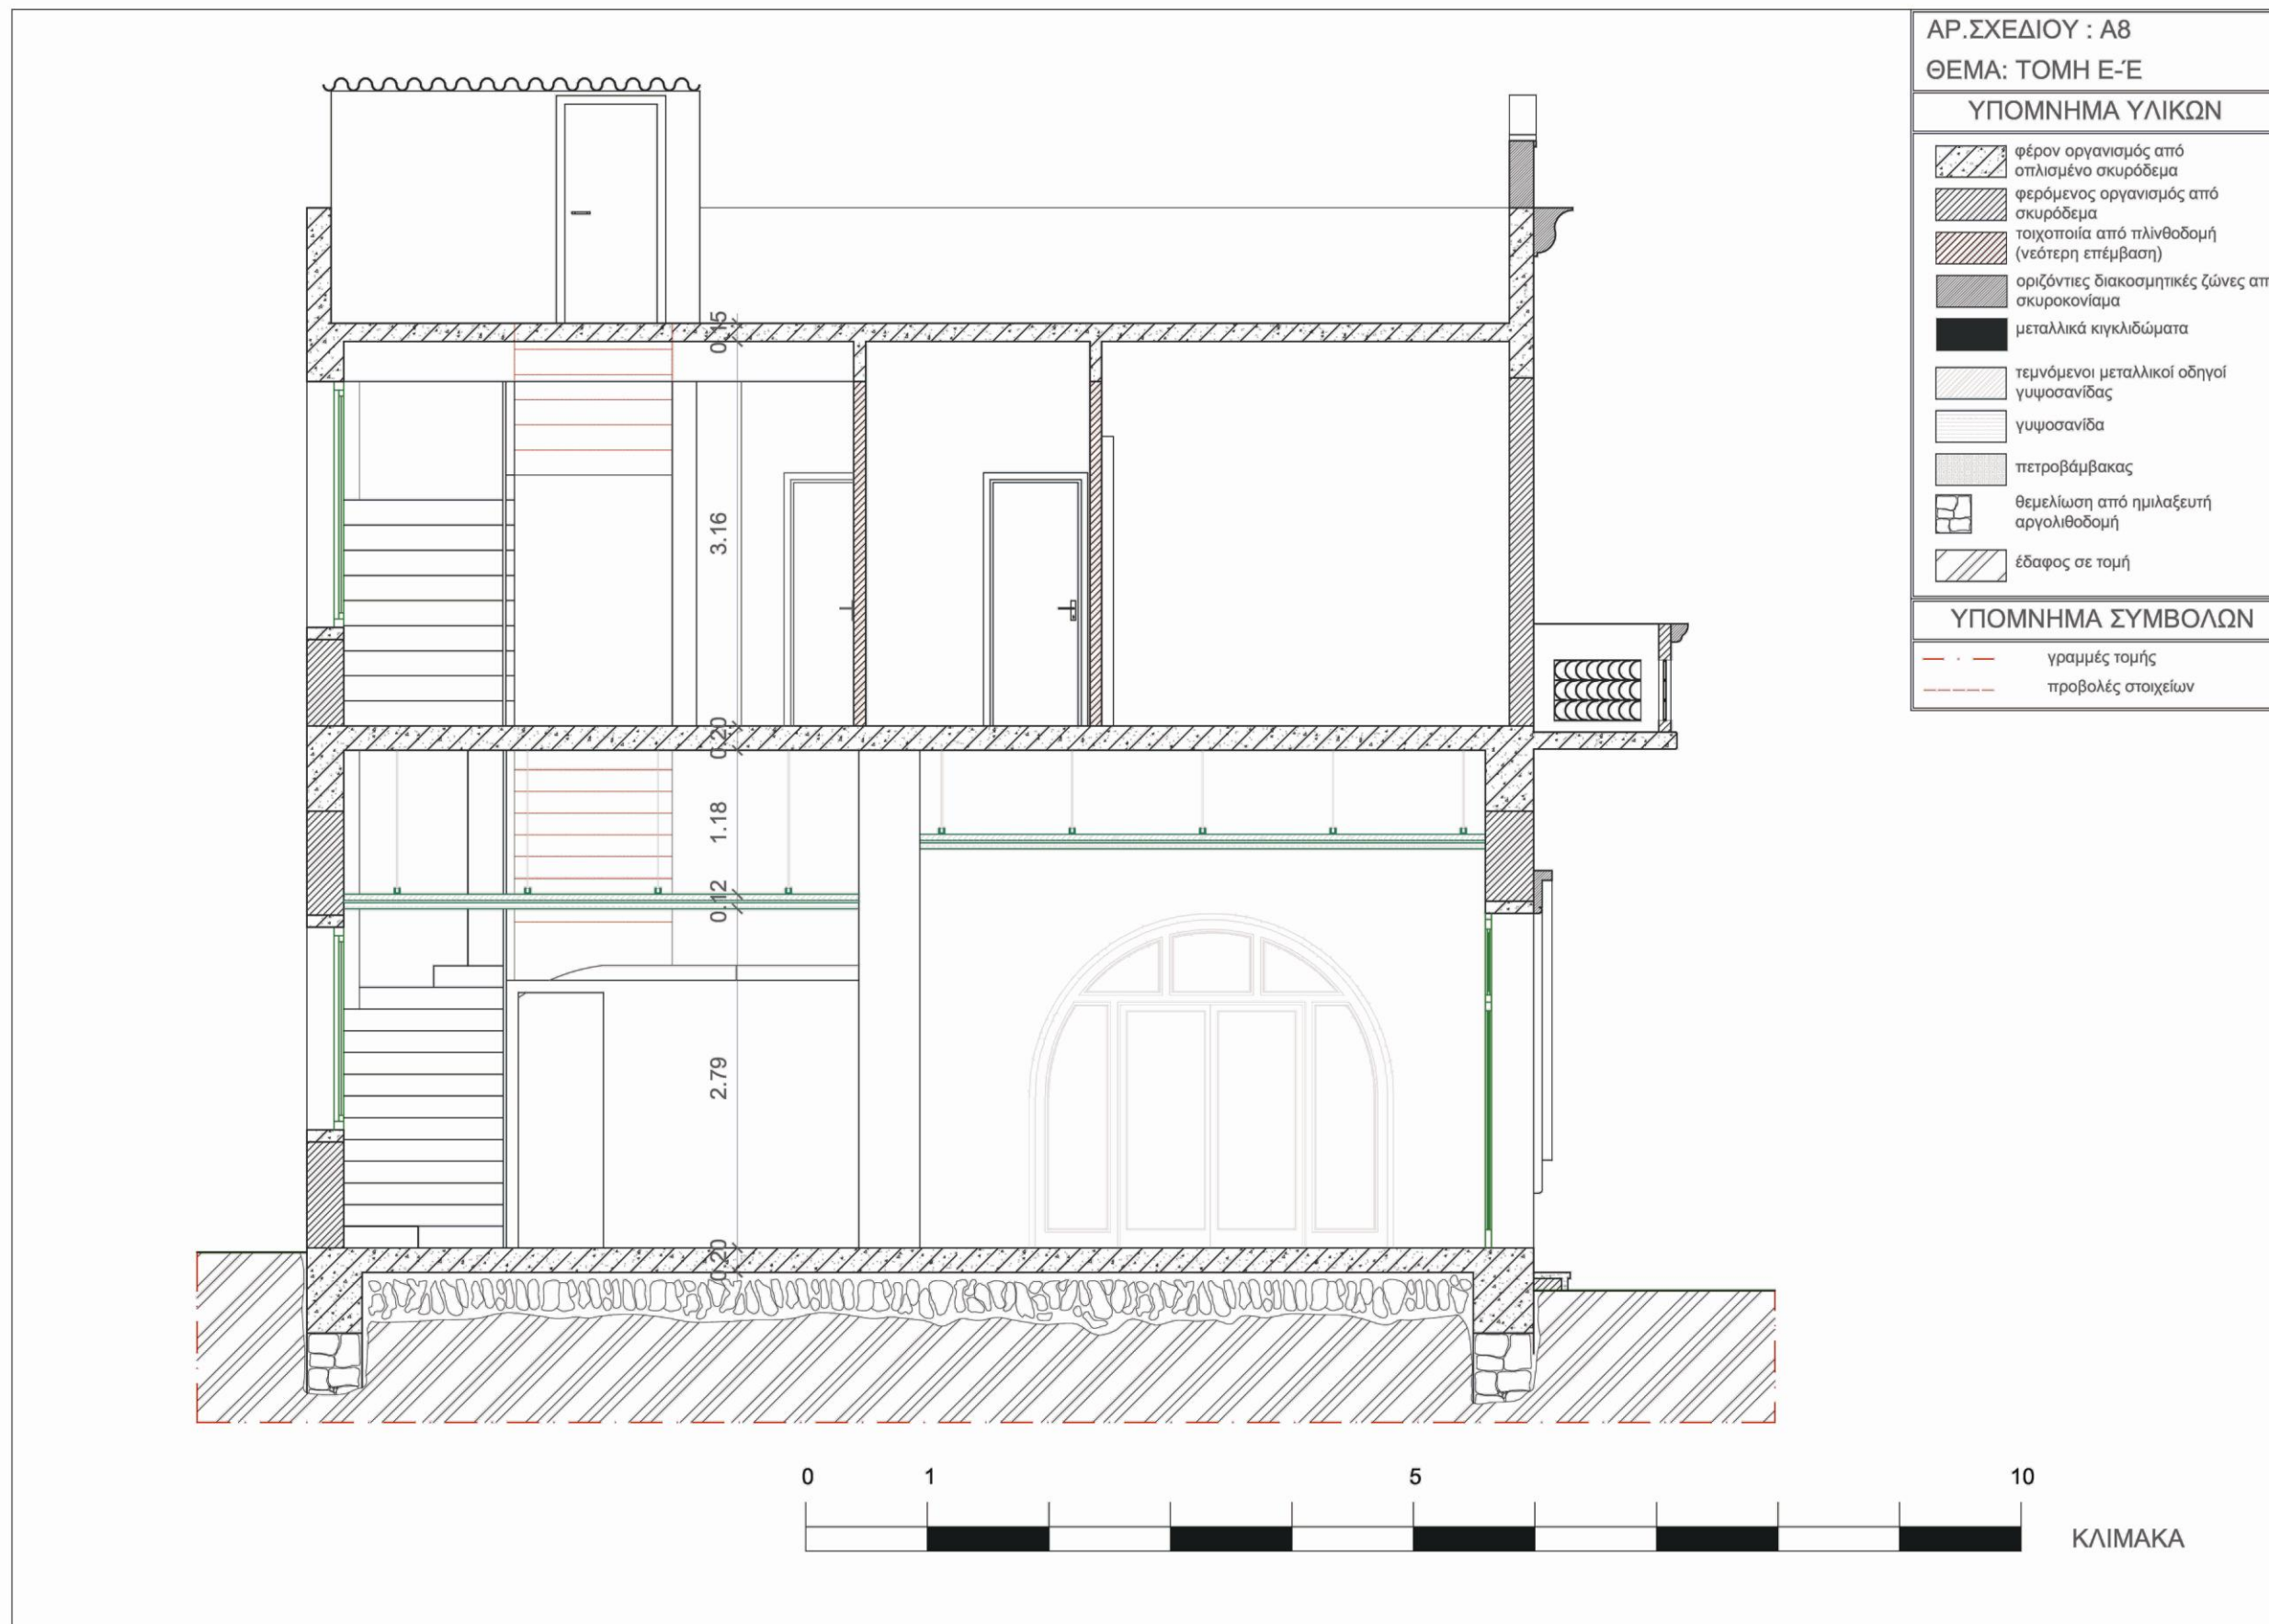 ΑΡ.ΣΧΕΔΙΟΥ : Α8
ΘΕΜΑ: ΤΟΜΗ Ε-Έ
ΥΠΟΜΝΗΜΑ ΥΛΙΚΩΝ
φέρον οργανισμός από
οπλισμένο σκυρόδεμα
φερόμενος οργανισμός από
σκυρόδεμα
τοιχοποιία από πλίνθοδομή
(νεότερη επέμβαση)
οριζόντιες διακοσμητικές ζώνες απ
σκυροκονίαμα
μεταλλικά κιγκλιδώματα
τεμνόμενοι μεταλλικοί οδηγοί
γυψοσανίδας
γυψοσανίδα
πετροβάμβακας
θεμελίωση από ημιλαξευτή
αργολιθοδομή
έδαφος σε τομή
ΥΠΟΜΝΗΜΑ ΣΥΜΒΟΛΩΝ
γραμμές τομής
προβολές στοιχείων
0.15
3.16
0.20
1.18
0.12
2.79
0.20
0 1 5 10
ΚΛΙΜΑΚΑ